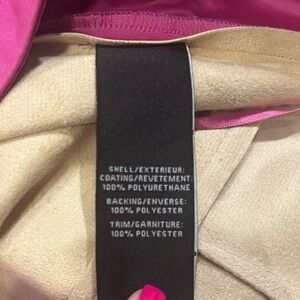 SHELL/EXTERIEUR:
COATING/REVETEMENT:
100% POLYURETHANE
BACKING/ENVERSE:
100% POLYESTER
TRIM/GARNITURE:
100% POLYESTER